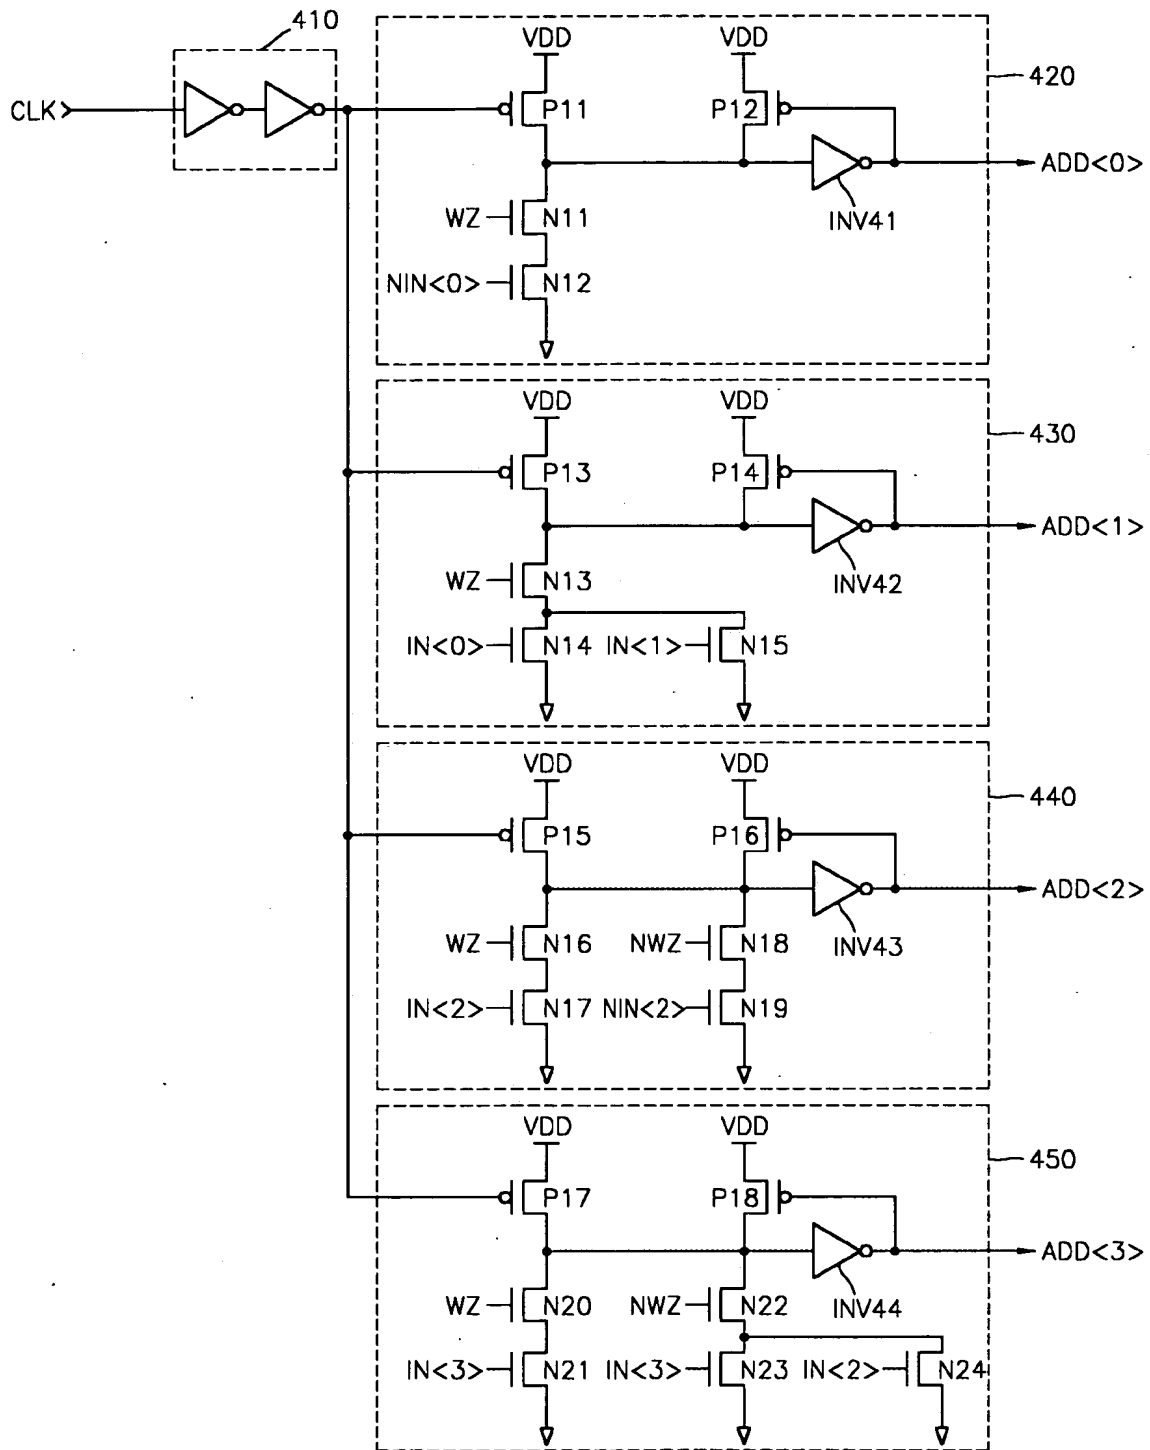 410
CLK
420
VDD
VDD
P11
P12
INV41
ADD<0>
WZ
N11
NIN<0>
N12
430
VDD
VDD
P13
P14
INV42
ADD<1>
WZ
N13
IN<0>
N14
IN<1>
N15
440
VDD
VDD
P15
P16
INV43
ADD<2>
WZ
N16
NWZ
N18
IN<2>
N17
NIN<2>
N19
450
VDD
VDD
P17
P18
INV44
ADD<3>
WZ
N20
NWZ
N22
IN<3>
N21
IN<3>
N23
IN<2>
N24